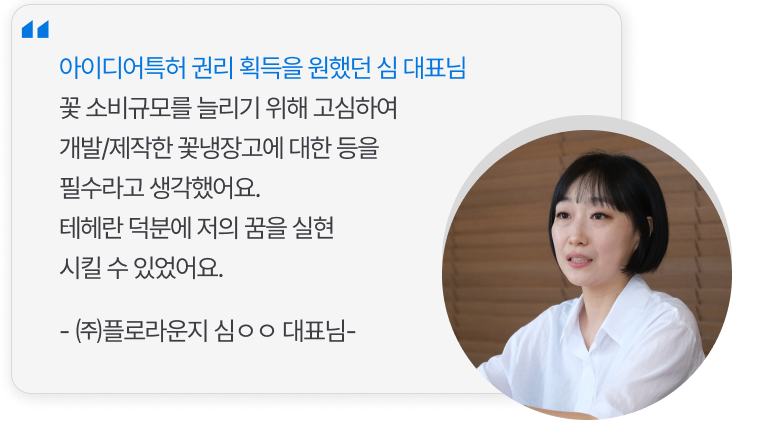 아이디어특허 권리 획득을 원했던 심 대표님
꽃 소비규모를 늘리기 위해 고심하여
개발/제작한 꽃냉장고에 대한 등을
필수라고 생각했어요.
테헤란 덕분에 저의 꿈을 실현
시킬 수 있었어요.
- ㈜플로라운지 심ㅇㅇ 대표님-